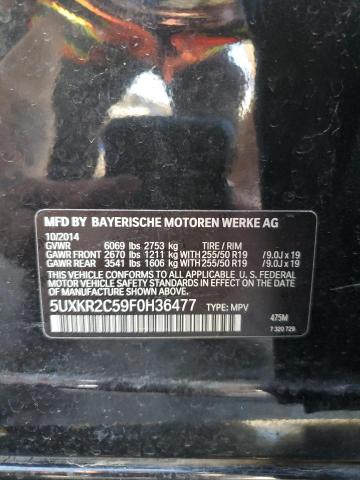 MFD BY BAYERISCHE MOTOREN WERKE AG
10/2014
GVWR 6069 lbs 2753 kg TIRE / RIM
GAWR FRONT 2670 lbs 1211 kg WITH 255/50 R19 /9.0J x 19
GAWR REAR 3541 lbs 1606 kg WITH 255/50 R19 /9.0J x 19
THIS VEHICLE CONFORMS TO ALL APPLICABLE U. S. FEDERAL
MOTOR VEHICLE SAFETY STANDARDS IN EFFECT ON THE
DATE OF MANUFACTURE SHOWN ABOVE.
5UXKR2C59F0H36477 TYPE: MPV
475M
7 320 729